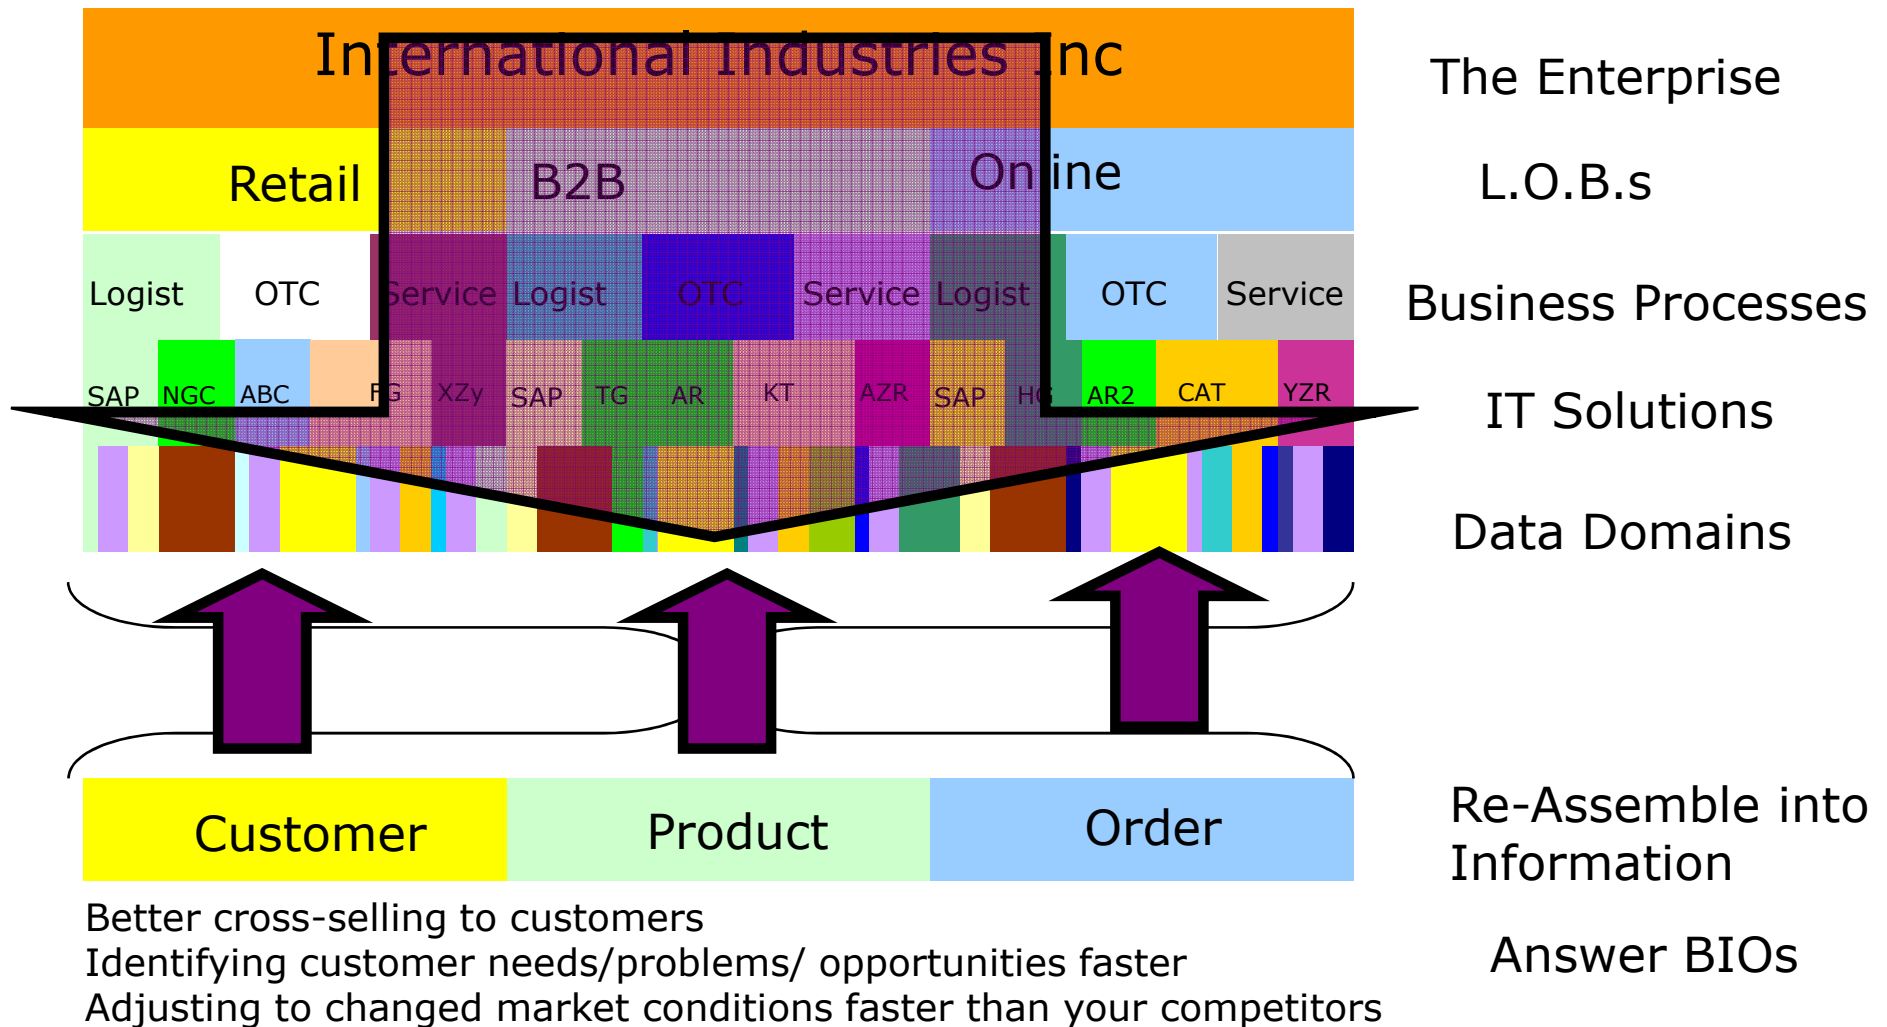 International Industries Inc
The Enterprise
Retail B2B Online
L.O.B.s
Logist OTC Service Logist OTC Service Logist OTC Service
Business Processes
SAP NGC ABC FG XZy SAP TG AR KT AZR SAP HG AR2 CAT YZR
IT Solutions
Data Domains
Customer Product Order
Re-Assemble into
Information
Better cross-selling to customers
Identifying customer needs/problems/ opportunities faster
Adjusting to changed market conditions faster than your competitors
Answer BIOs